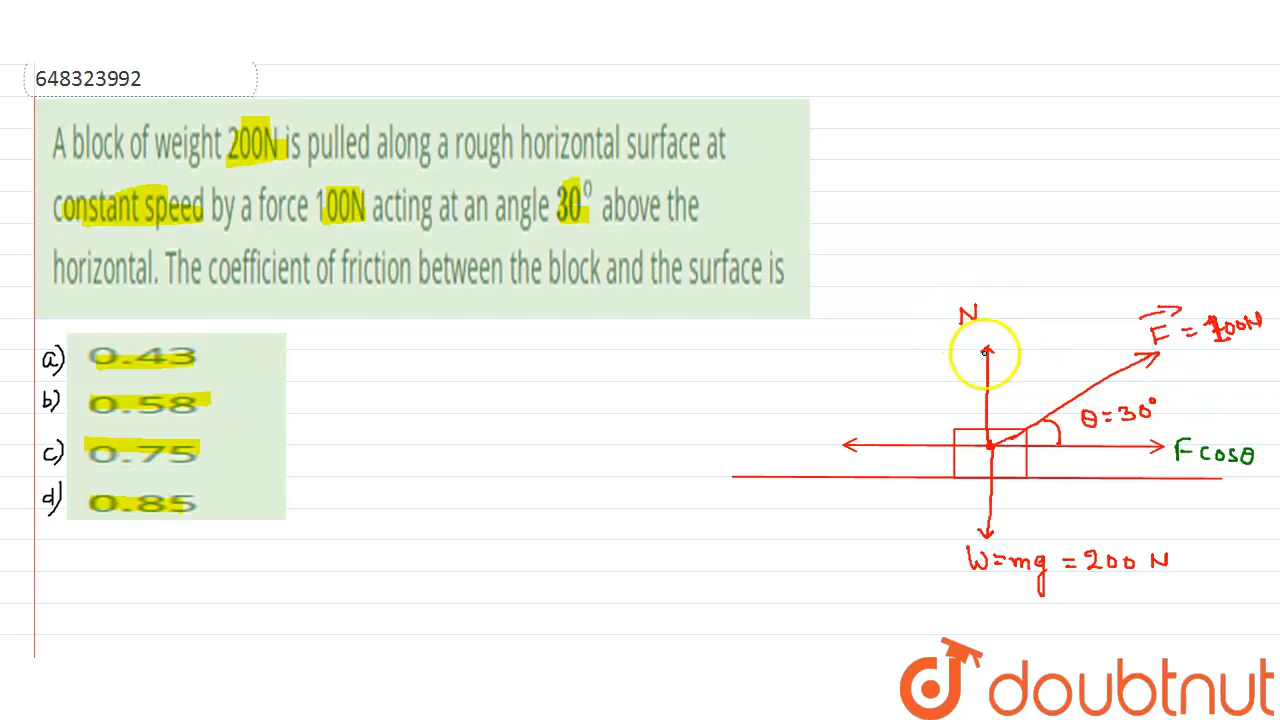 648323992
A block of weight 200N is pulled along a rough horizontal surface at
constant speed by a force 100N acting at an angle 30° above the
horizontal. The coefficient of friction between the block and the surface is
a) 0.43
b) 0.58
c) 0.75
d) 0.85
N
F = 100N
θ=30°
F cosθ
W=mg = 200 N
doubtnut